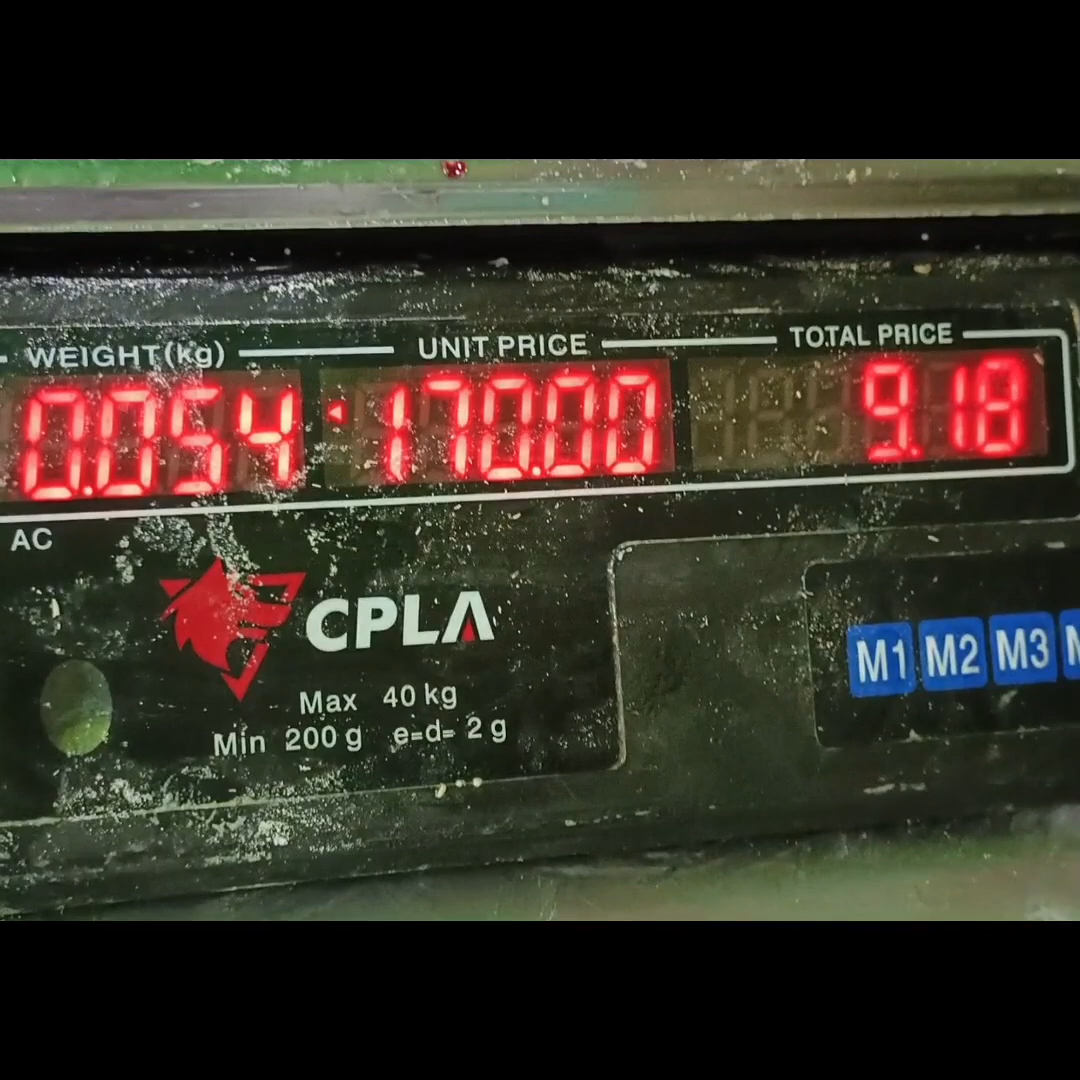 WEIGHT(kg) UNIT PRICE TOTAL PRICE
0.054 170.00 9.18
AC
CPLA
Max 40 kg
Min 200 g e=d= 2 g
M1 M2 M3